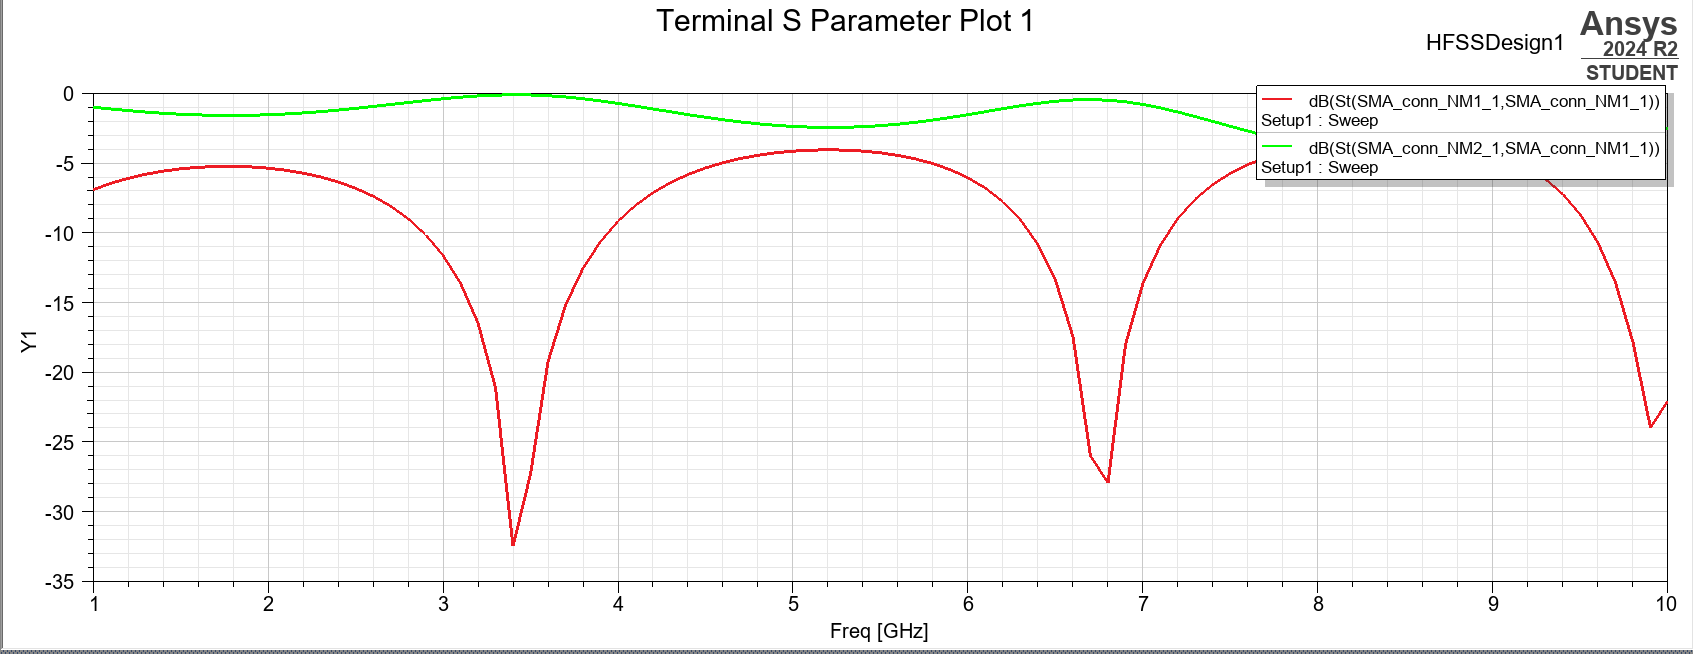 Terminal S Parameter Plot 1
HFSSDesign1
Ansys
2024 R2
STUDENT
dB(St(SMA_conn_NM1_1,SMA_conn_NM1_1))
Setup1 : Sweep
dB(St(SMA_conn_NM2_1,SMA_conn_NM1_1))
Setup1 : Sweep
0
-5
-10
-15
-20
-25
-30
-35
Y1
1 2 3 4 5 6 7 8 9 10
Freq [GHz]